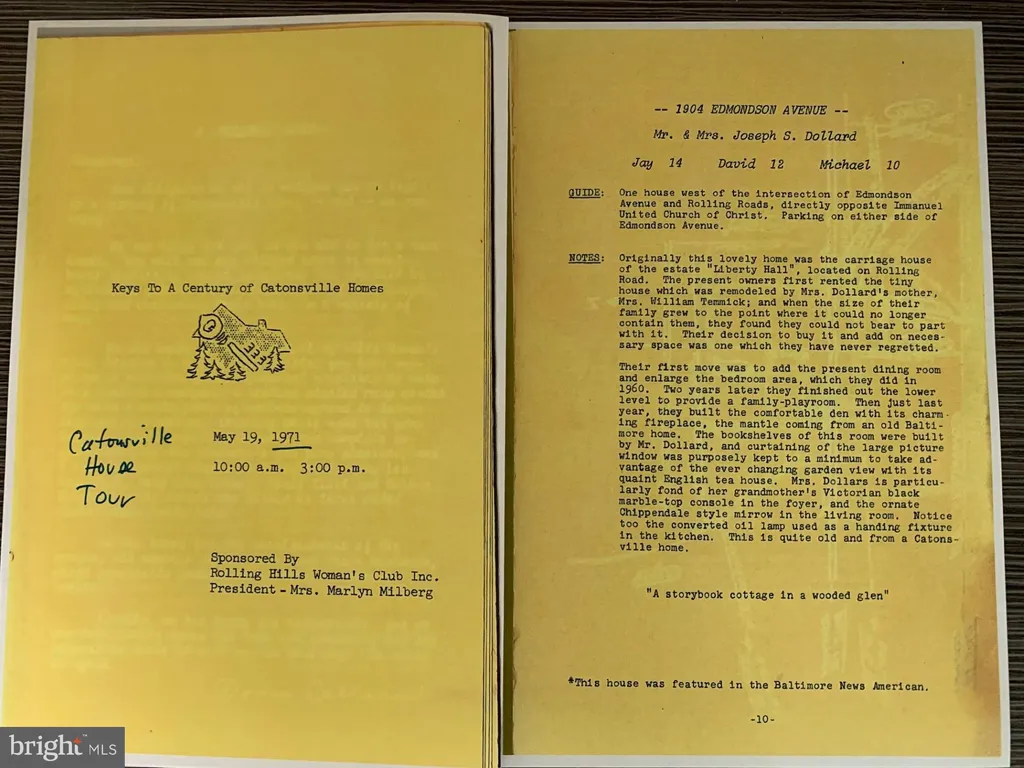 Keys To A Century of Catonsville Homes
Catonsville
House
Tour
May 19, 1971
10:00 a.m. 3:00 p.m.
Sponsored By
Rolling Hills Woman's Club Inc.
President - Mrs. Marlyn Milberg
-- 1904 EDMONDSON AVENUE --
Mr. & Mrs. Joseph S. Dollard
Jay 14 David 12 Michael 10
GUIDE: One house west of the intersection of Edmondson
Avenue and Rolling Roads, directly opposite Immanuel
United Church of Christ. Parking on either side of
Edmondson Avenue.
NOTES: Originally this lovely home was the carriage house
of the estate "Liberty Hall", located on Rolling
Road. The present owners first rented the tiny
house which was remodeled by Mrs. Dollard's mother,
Mrs. William Temmick; and when the size of their
family grew to the point where it could no longer
contain them, they found they could not bear to part
with it. Their decision to buy it and add on neces-
sary space was one which they have never regretted.
Their first move was to add the present dining room
and enlarge the bedroom area, which they did in
1960. Two years later they finished out the lower
level to provide a family-playroom. Then just last
year, they built the comfortable den with its charm-
ing fireplace, the mantle coming from an old Balti-
more home. The bookshelves of this room were built
by Mr. Dollard, and curtaining of the large picture
window was purposely kept to a minimum to take ad-
vantage of the ever changing garden view with its
quaint English tea house. Mrs. Dollars is particu-
larly fond of her grandmother's Victorian black
marble-top console in the foyer, and the ornate
Chippendale style mirrow in the living room. Notice
too the converted oil lamp used as a handing fixture
in the kitchen. This is quite old and from a Catons-
ville home.
"A storybook cottage in a wooded glen"
*This house was featured in the Baltimore News American.
-10-
bright MLS